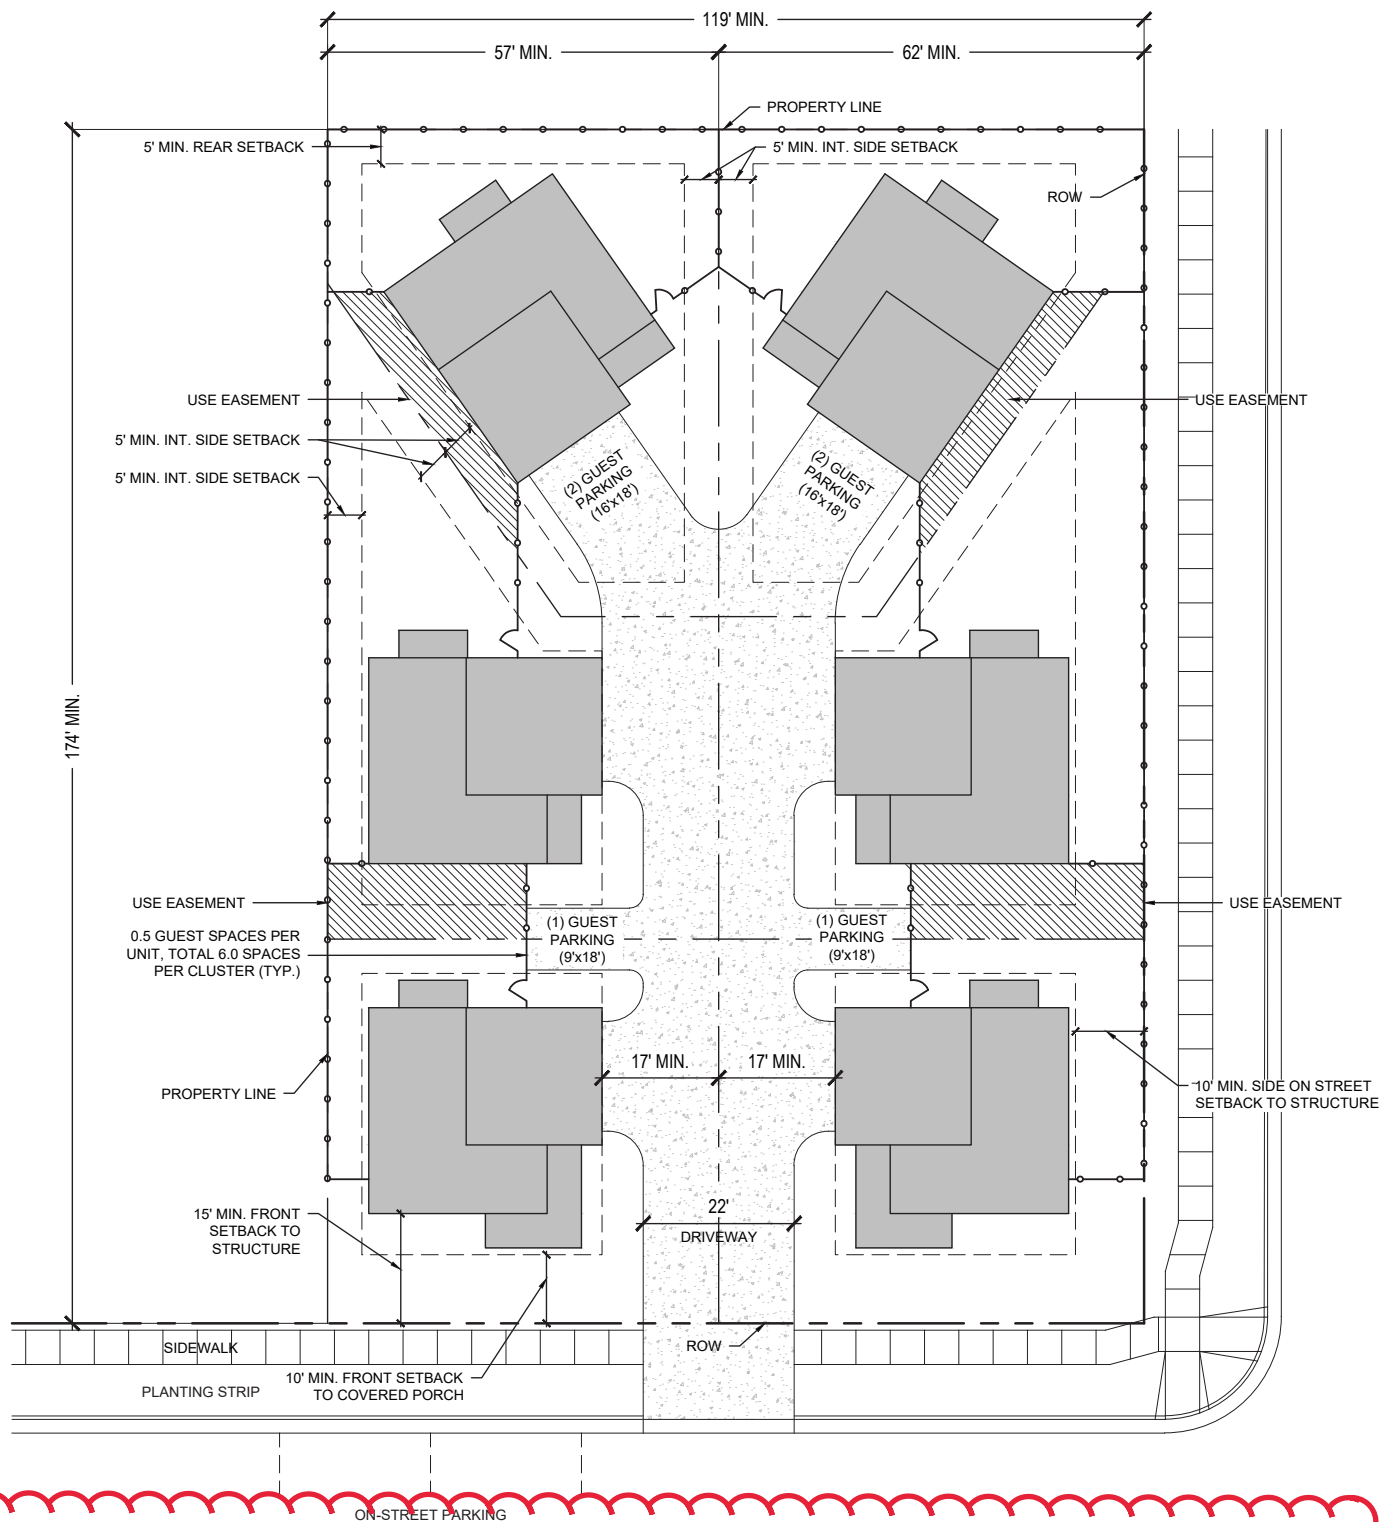 119' MIN.
57' MIN.
62' MIN.
PROPERTY LINE
5' MIN. REAR SETBACK
5' MIN. INT. SIDE SETBACK
ROW
USE EASEMENT
USE EASEMENT
5' MIN. INT. SIDE SETBACK
5' MIN. INT. SIDE SETBACK
(2) GUEST
PARKING
(16'x18')
(2) GUEST
PARKING
(16'x18')
174' MIN.
USE EASEMENT
USE EASEMENT
0.5 GUEST SPACES PER
UNIT, TOTAL 6.0 SPACES
PER CLUSTER (TYP.)
(1) GUEST
PARKING
(9'x18')
(1) GUEST
PARKING
(9'x18')
17' MIN.
17' MIN.
PROPERTY LINE
10' MIN. SIDE ON STREET
SETBACK TO STRUCTURE
15' MIN. FRONT
SETBACK TO
STRUCTURE
22'
DRIVEWAY
SIDEWALK
ROW
10' MIN. FRONT SETBACK
TO COVERED PORCH
PLANTING STRIP
ON-STREET PARKING